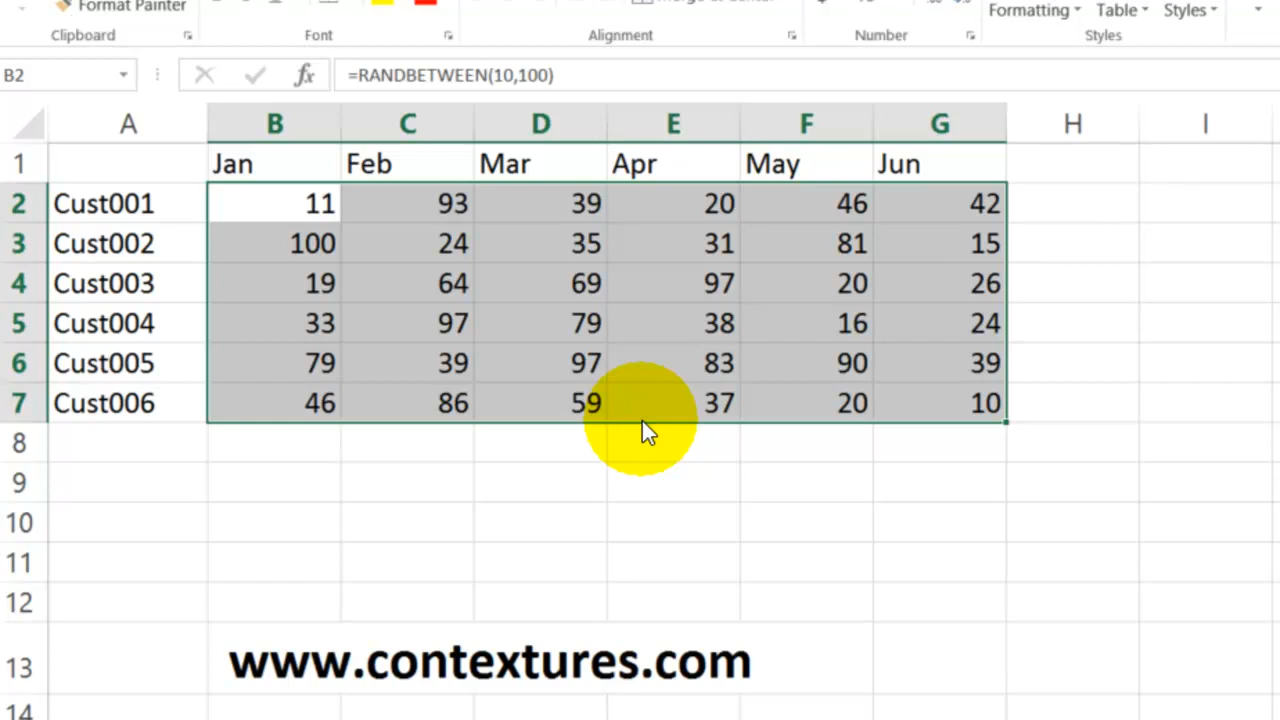 Format Painter Merge & Center Formatting Table Styles
Clipboard Font Alignment Number Styles
B2 fx =RANDBETWEEN(10,100)
A B C D E F G H I
1 Jan Feb Mar Apr May Jun
2 Cust001 11 93 39 20 46 42
3 Cust002 100 24 35 31 81 15
4 Cust003 19 64 69 97 20 26
5 Cust004 33 97 79 38 16 24
6 Cust005 79 39 97 83 90 39
7 Cust006 46 86 59 37 20 10
8
9
10
11
12
13 www.contextures.com
14